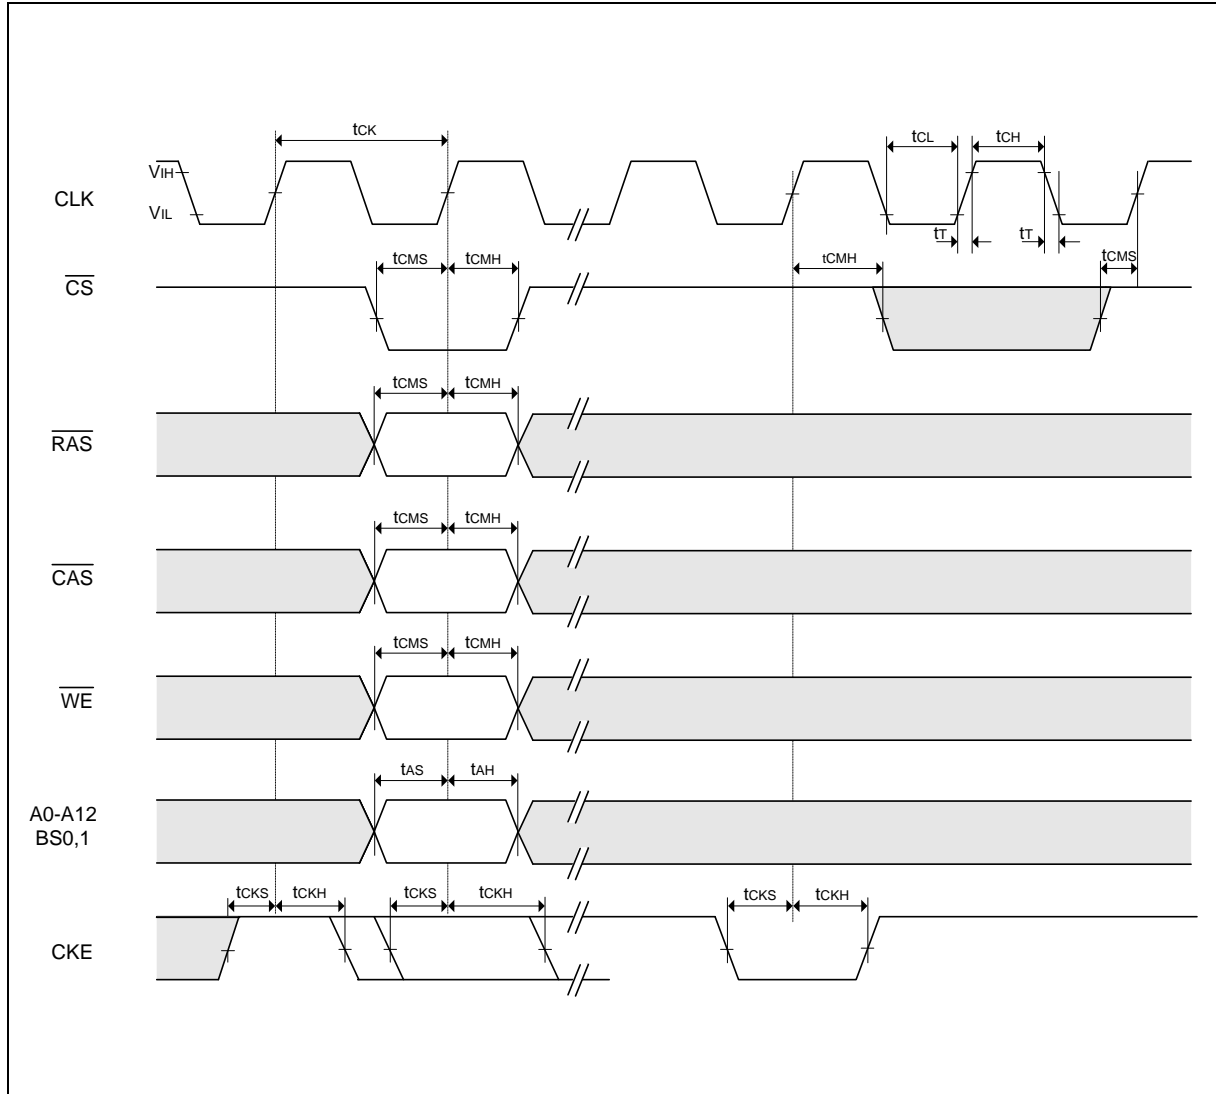 tCK
tCL
tCH
VIH
CLK
VIL
tT
tT
tCMS
tCMH
tCMH
tCMS
CS
tCMS
tCMH
RAS
tCMS
tCMH
CAS
tCMS
tCMH
WE
tAS
tAH
A0-A12
BS0,1
tCKS
tCKH
tCKS
tCKH
tCKS
tCKH
CKE